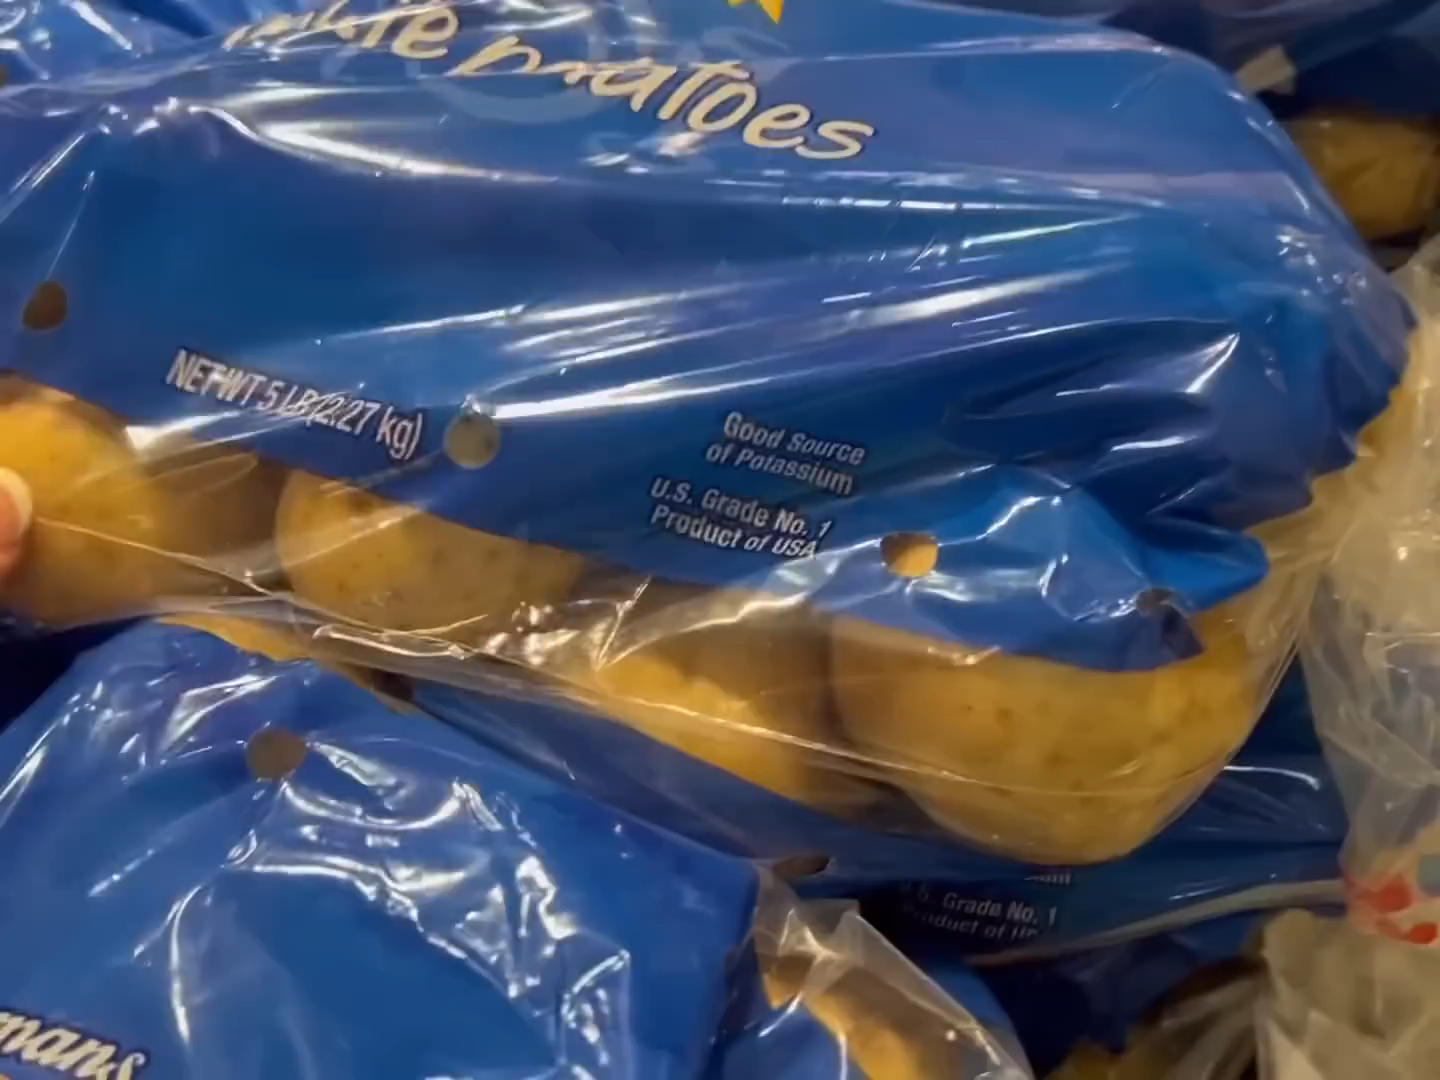 Potatoes
NET WT 5 LB (2.27 kg)
Good Source
of Potassium
U.S. Grade No. 1
Product of USA
Grade No. 1